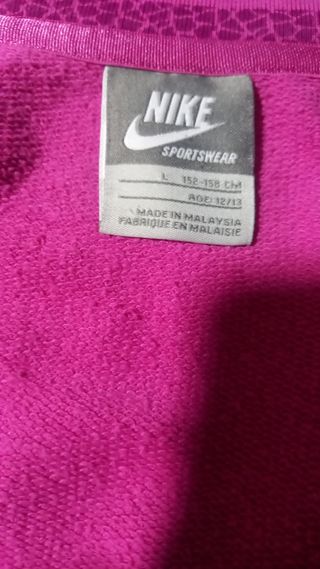 NIKE
SPORTSWEAR
L 152-158 CM
AGE: 12/13
MADE IN MALAYSIA
FABRIQUE EN MALAISIE